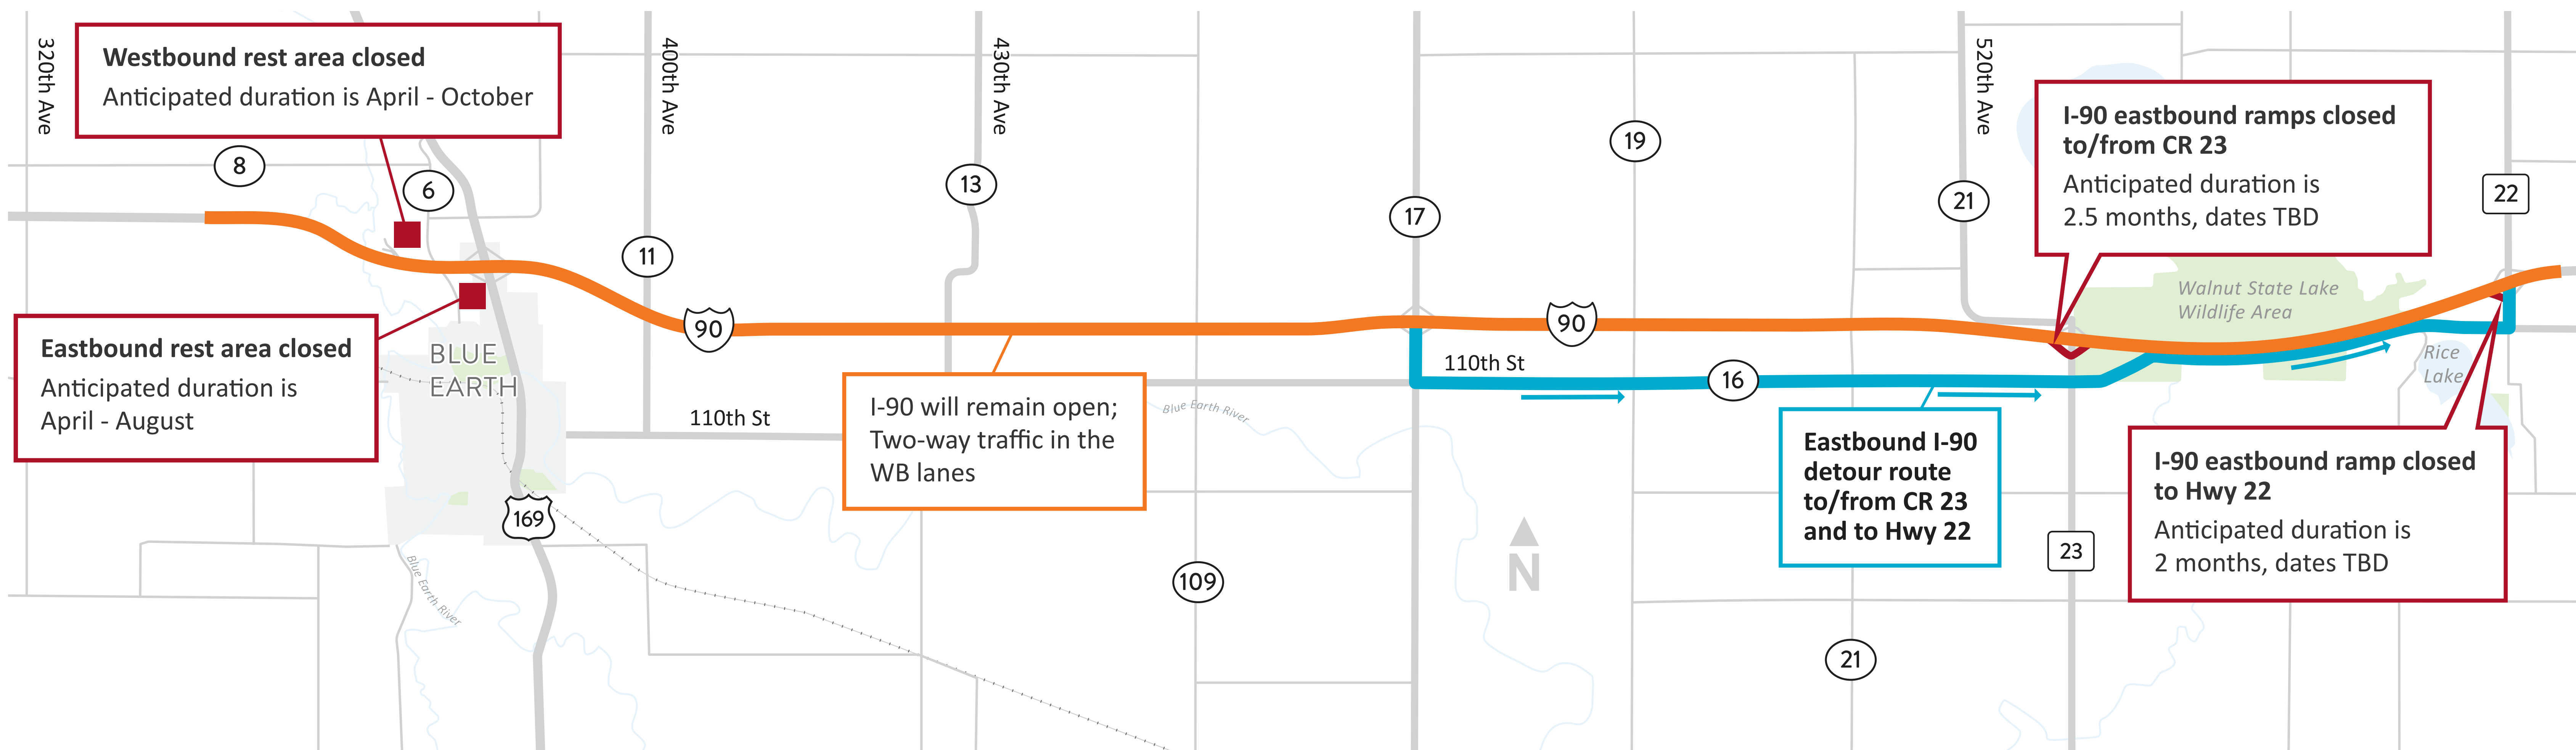 320th Ave
Westbound rest area closed
Anticipated duration is April - October
400th Ave
430th Ave
520th Ave
I-90 eastbound ramps closed
to/from CR 23
Anticipated duration is
2.5 months, dates TBD
8
6
13
19
21
22
17
11
90
90
Walnut State Lake
Wildlife Area
Eastbound rest area closed
Anticipated duration is
April - August
BLUE
EARTH
110th St
110th St
16
Rice
Lake
I-90 will remain open;
Two-way traffic in the
WB lanes
Blue Earth River
Eastbound I-90
detour route
to/from CR 23
and to Hwy 22
I-90 eastbound ramp closed
to Hwy 22
Anticipated duration is
2 months, dates TBD
169
Blue Earth River
109
N
23
21